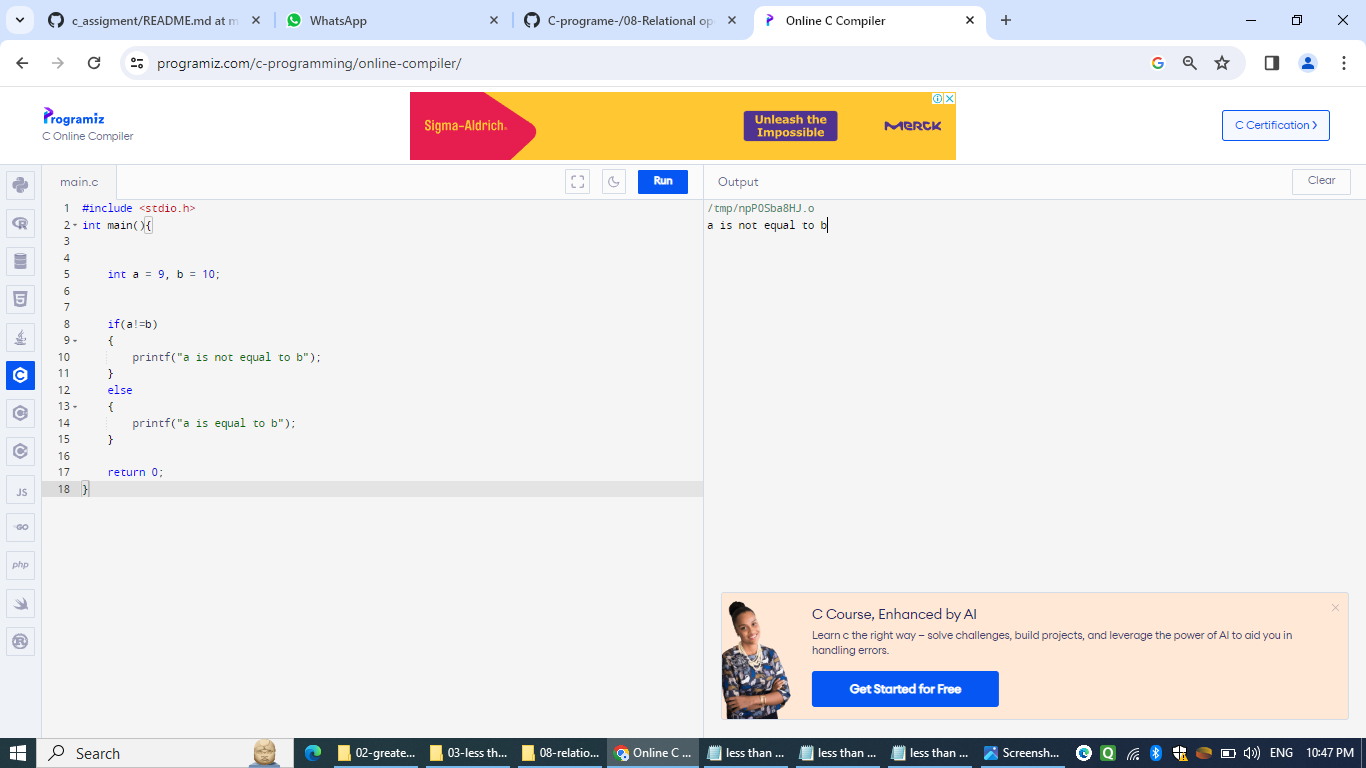 c_assigment/README.md at m
WhatsApp
C-programe-/08-Relational op
Online C Compiler
programiz.com/c-programming/online-compiler/
Programiz
C Online Compiler
Sigma-Aldrich®
Unleash the
Impossible
MERCK
C Certification >
main.c
Run
Output
Clear
1 #include <stdio.h>
2 int main(){
3
4
5 int a = 9, b = 10;
6
7
8 if(a!=b)
9 {
10 printf("a is not equal to b");
11 }
12 else
13 {
14 printf("a is equal to b");
15 }
16
17 return 0;
18 }
/tmp/npPOSba8HJ.o
a is not equal to b
JS
GO
php
C Course, Enhanced by AI
Learn c the right way – solve challenges, build projects, and leverage the power of AI to aid you in
handling errors.
Get Started for Free
Search
02-greate...
03-less th...
08-relatio...
Online C ...
less than ...
less than ...
less than ...
Screensh...
ENG
10:47 PM